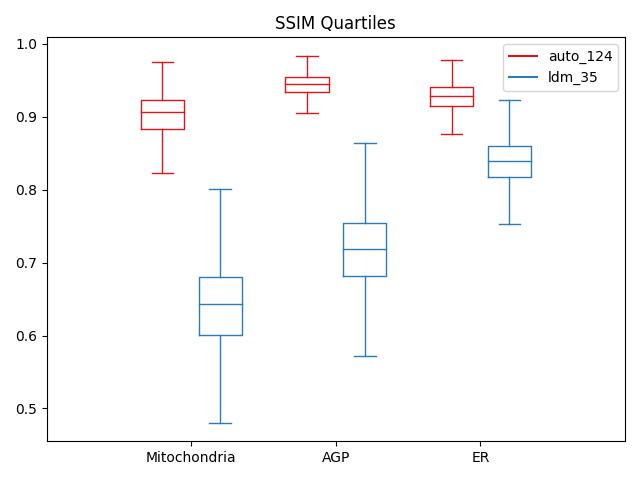 SSIM Quartiles
auto_124
ldm_35
1.0
0.9
0.8
0.7
0.6
0.5
Mitochondria
AGP
ER